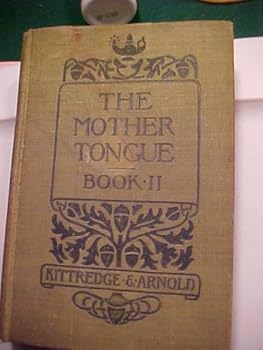 THE
MOTHER
TONGUE
BOOK·II
KITTREDGE·&·ARNOLD